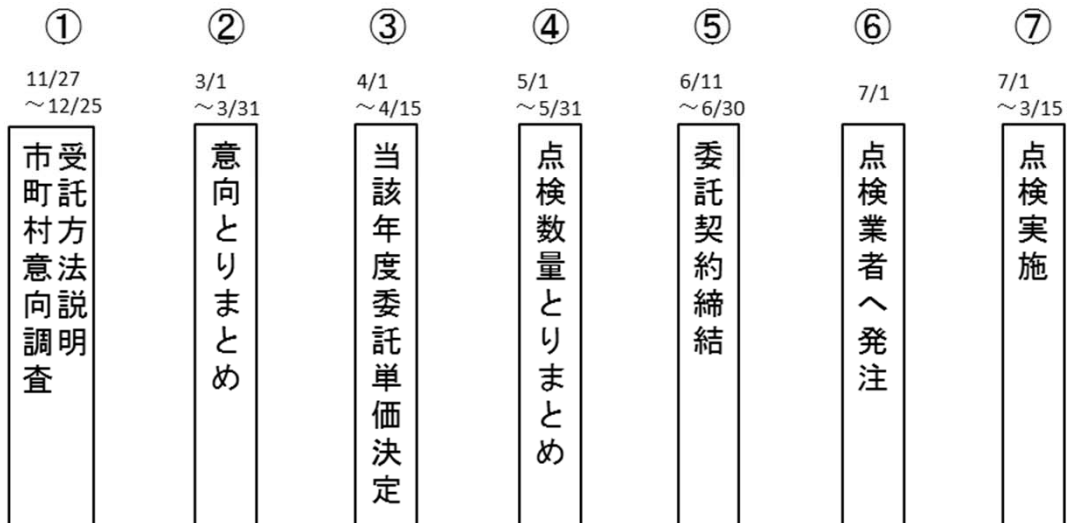 ①
11/27
～12/25
受託方法説明
市町村意向調査
②
3/1
～3/31
意向とりまとめ
③
4/1
～4/15
当該年度委託単価決定
④
5/1
～5/31
点検数量とりまとめ
⑤
6/11
～6/30
委託契約締結
⑥
7/1
点検業者へ発注
⑦
7/1
～3/15
点検実施